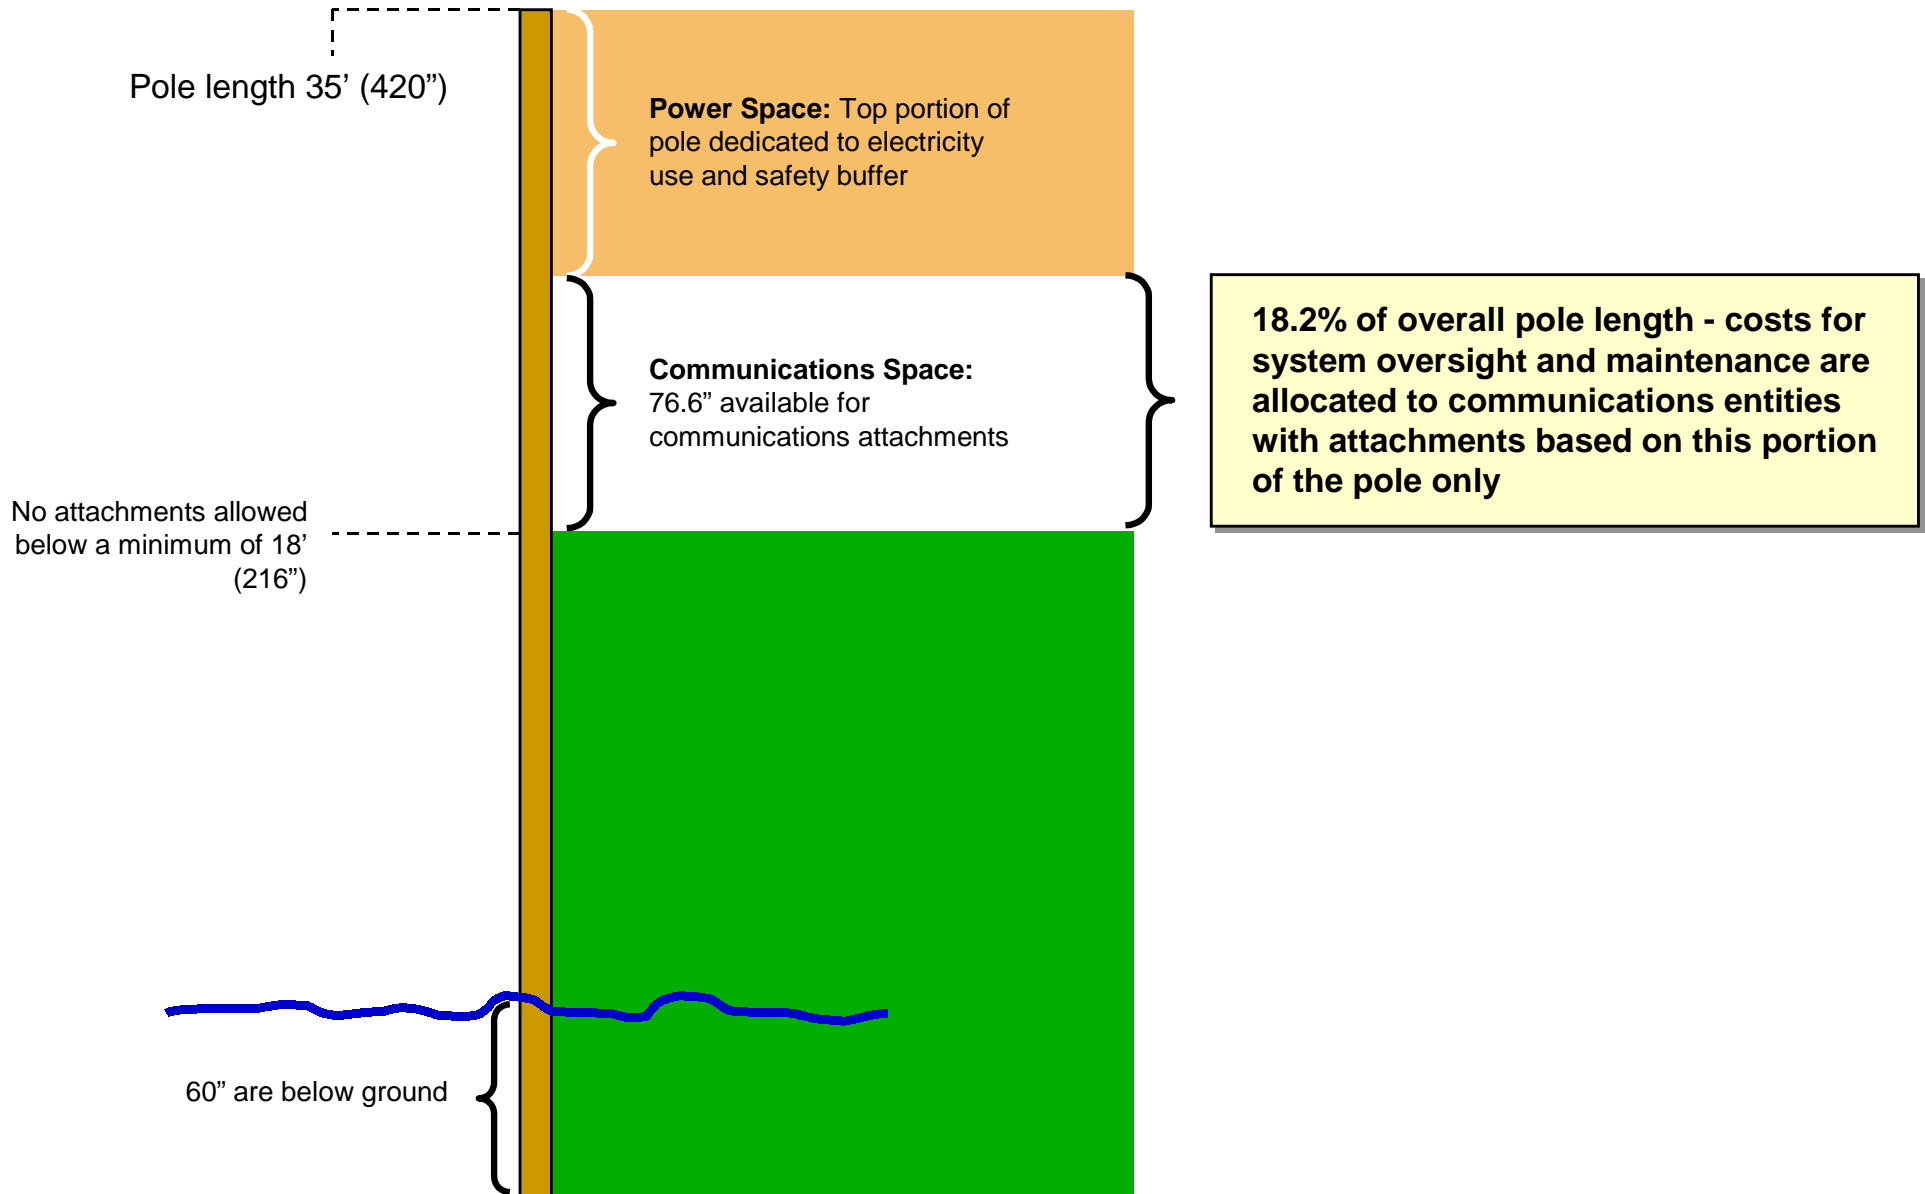 Pole length 35’ (420”)
Power Space: Top portion of
pole dedicated to electricity
use and safety buffer
18.2% of overall pole length - costs for
system oversight and maintenance are
allocated to communications entities
with attachments based on this portion
of the pole only
Communications Space:
76.6” available for
communications attachments
No attachments allowed
below a minimum of 18’
(216”)
60” are below ground